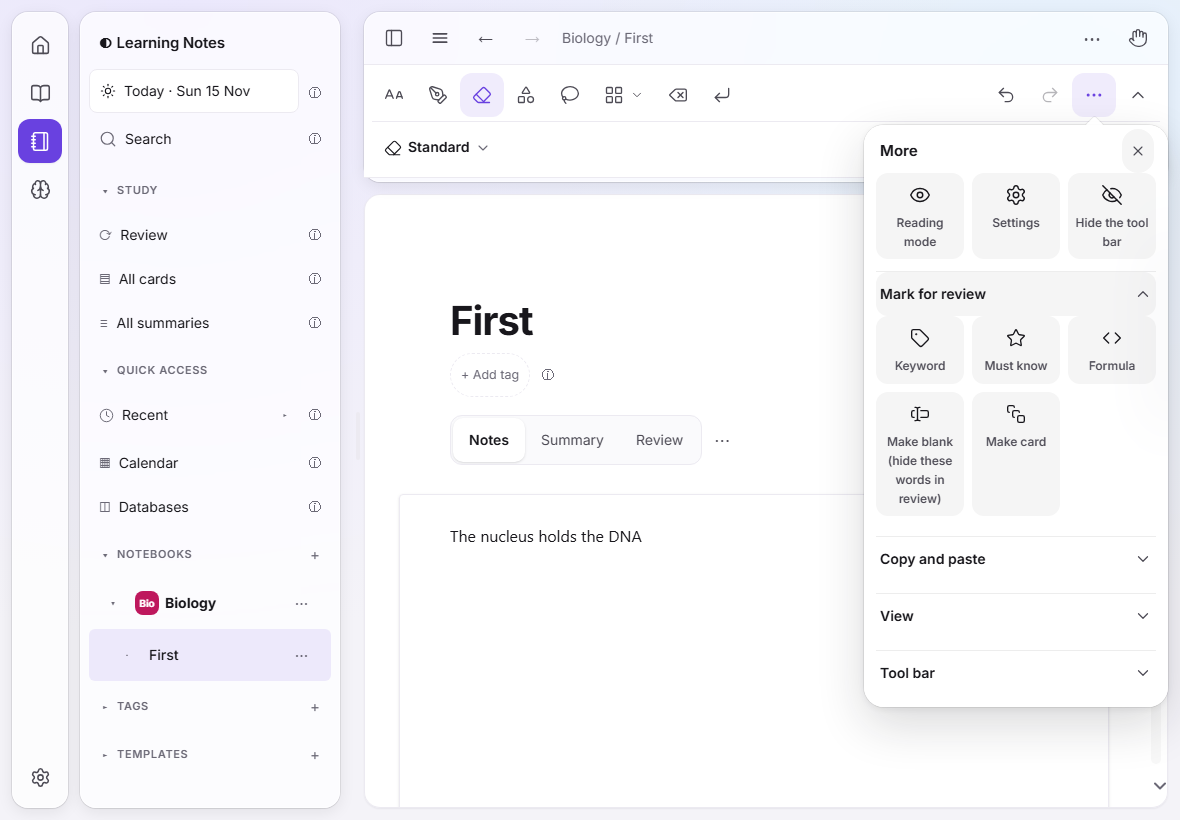 Learning Notes
Today · Sun 15 Nov
Search
STUDY
Review
All cards
All summaries
QUICK ACCESS
Recent
Calendar
Databases
NOTEBOOKS
Bio Biology
First
TAGS
TEMPLATES
Biology / First
AA
Standard
First
+ Add tag
Notes Summary Review
The nucleus holds the DNA
More
Reading
mode
Settings
Hide the tool
bar
Mark for review
Keyword
Must know
Formula
Make blank
(hide these
words in
review)
Make card
Copy and paste
View
Tool bar